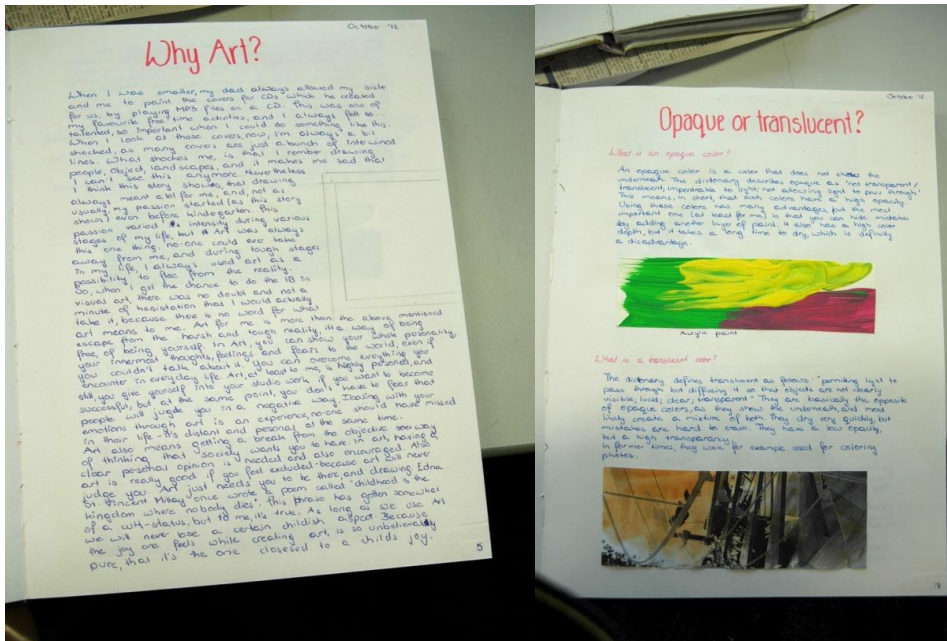 October '12
Why Art?
When I was smaller, my dad always allowed my siste
and me to paint the covers for CDs which he created
for us, by playing MP3 files on a CD. This was one of
my favourite free time activities, and I always felt so...
talented, so important when I could do something like this.
When I look at those covers, now, I'm always a bit
shocked, as many covers are just a bunch of intertwined
lines. What shockes me, is that I rember drawing
people, object, landscapes, and it makes me sad that
I can't see this anymore. Nevertheless
I think this story shows, that drawing
always meant a lot for me, and, not as
usually, my passion started (as this story
shows) even before kindergarten. This
passion varied in intensity during various
stages of my life, but Art was always
this one thing, no-one could ever take
away from me, and during tough stages
in my life, I always used art as a
possibility to flee from the reality.
So, when I got the chance to do the IB in
visual art, there was no doubt and not a
minute of hesistation that I would actually
take it, because there is no word for what
art means to me. Art for me is more than the above mentioned
escape from the harsh and tough reality, it's a way of being
free, of being yourself. In Art, you can show your whole personality,
your innermost thoughts, feelings and fears to the world, even if
you couldn't talk about it. You can overcome everything you
encounter in everyday life. Art, at least to me, is highly personal, and
still, you give yourself into your studio work if you want to become
successful, but at the same point, you don't have to fear that
people will jugde you in a negative way. Dealing with your
emotions through art is an experience, no-one should have missed
in their life - it's distant and personal at the same time.
Art also means getting a break from the objective seeway
of thinking that society wants you to have. In art, having a
clear personal opinion is needed and also encouraged. Also
art is really good if you feel excluded - because art will never
judge you. Art just needs you to be there and drawing. Edna
St. Vincent Millay once wrote a poem called "childhood is the
kingdom where nobody dies". This phrase has gotten somewhat
of a cult-status, but to me, it's true. As long as we use Art
we will never lose a certain childish aspect. Because
the joy one feels while creating art, is so unbelievably
pure, that it's the one closesed to a childs joy.
5
October '12
Opaque or translucent?
What is an opaque color?
An opaque color is a color that does not show the
underneath. The dictionary describes opaque as 'not transparent/
translucent, impenetrable to light; not allowing light to pass through'
This means, in short, that such colors have a high opacity.
Using these colors has many advantages, but the most
important one (at least for me) is that you can hide mistakes
by adding another layer of paint. It also has a high color
depth, but it takes a long time to dry, which is definitly
a disadvantage.
Acrylic paint
What is a translucent color?
The dictionary defines translucent as follows: "permitting light to
pass through but diffusing it so that objects are not clearly
visible; lucid; clear; transparent". They are basically the opposite
of opaque colors, as they show the underneath, and most
likely create a mixture of both. They dry very quickly, but
mistakes are hard to erase. They have a low opacity,
but a high transparency.
In former times, they were for example used for coloring
photos.